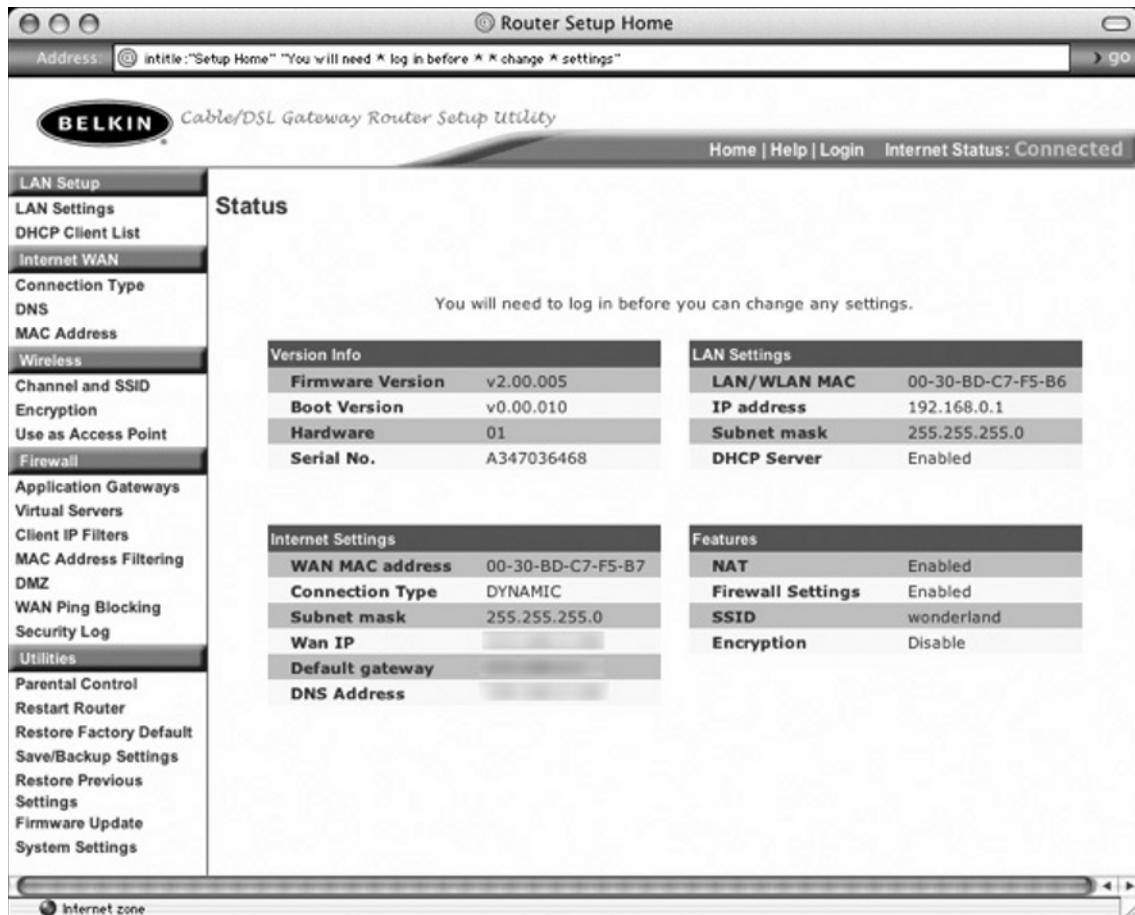 Router Setup Home
Address: intitle:"Setup Home" "You will need * log in before * * change * settings" go
BELKIN Cable/DSL Gateway Router Setup Utility
Home | Help | Login Internet Status: Connected
LAN Setup
LAN Settings
DHCP Client List
Internet WAN
Connection Type
DNS
MAC Address
Wireless
Channel and SSID
Encryption
Use as Access Point
Firewall
Application Gateways
Virtual Servers
Client IP Filters
MAC Address Filtering
DMZ
WAN Ping Blocking
Security Log
Utilities
Parental Control
Restart Router
Restore Factory Default
Save/Backup Settings
Restore Previous
Settings
Firmware Update
System Settings
Status
You will need to log in before you can change any settings.
Version Info
Firmware Version v2.00.005
Boot Version v0.00.010
Hardware 01
Serial No. A347036468
LAN Settings
LAN/WLAN MAC 00-30-BD-C7-F5-B6
IP address 192.168.0.1
Subnet mask 255.255.255.0
DHCP Server Enabled
Internet Settings
WAN MAC address 00-30-BD-C7-F5-B7
Connection Type DYNAMIC
Subnet mask 255.255.255.0
Wan IP
Default gateway
DNS Address
Features
NAT Enabled
Firewall Settings Enabled
SSID wonderland
Encryption Disable
Internet zone